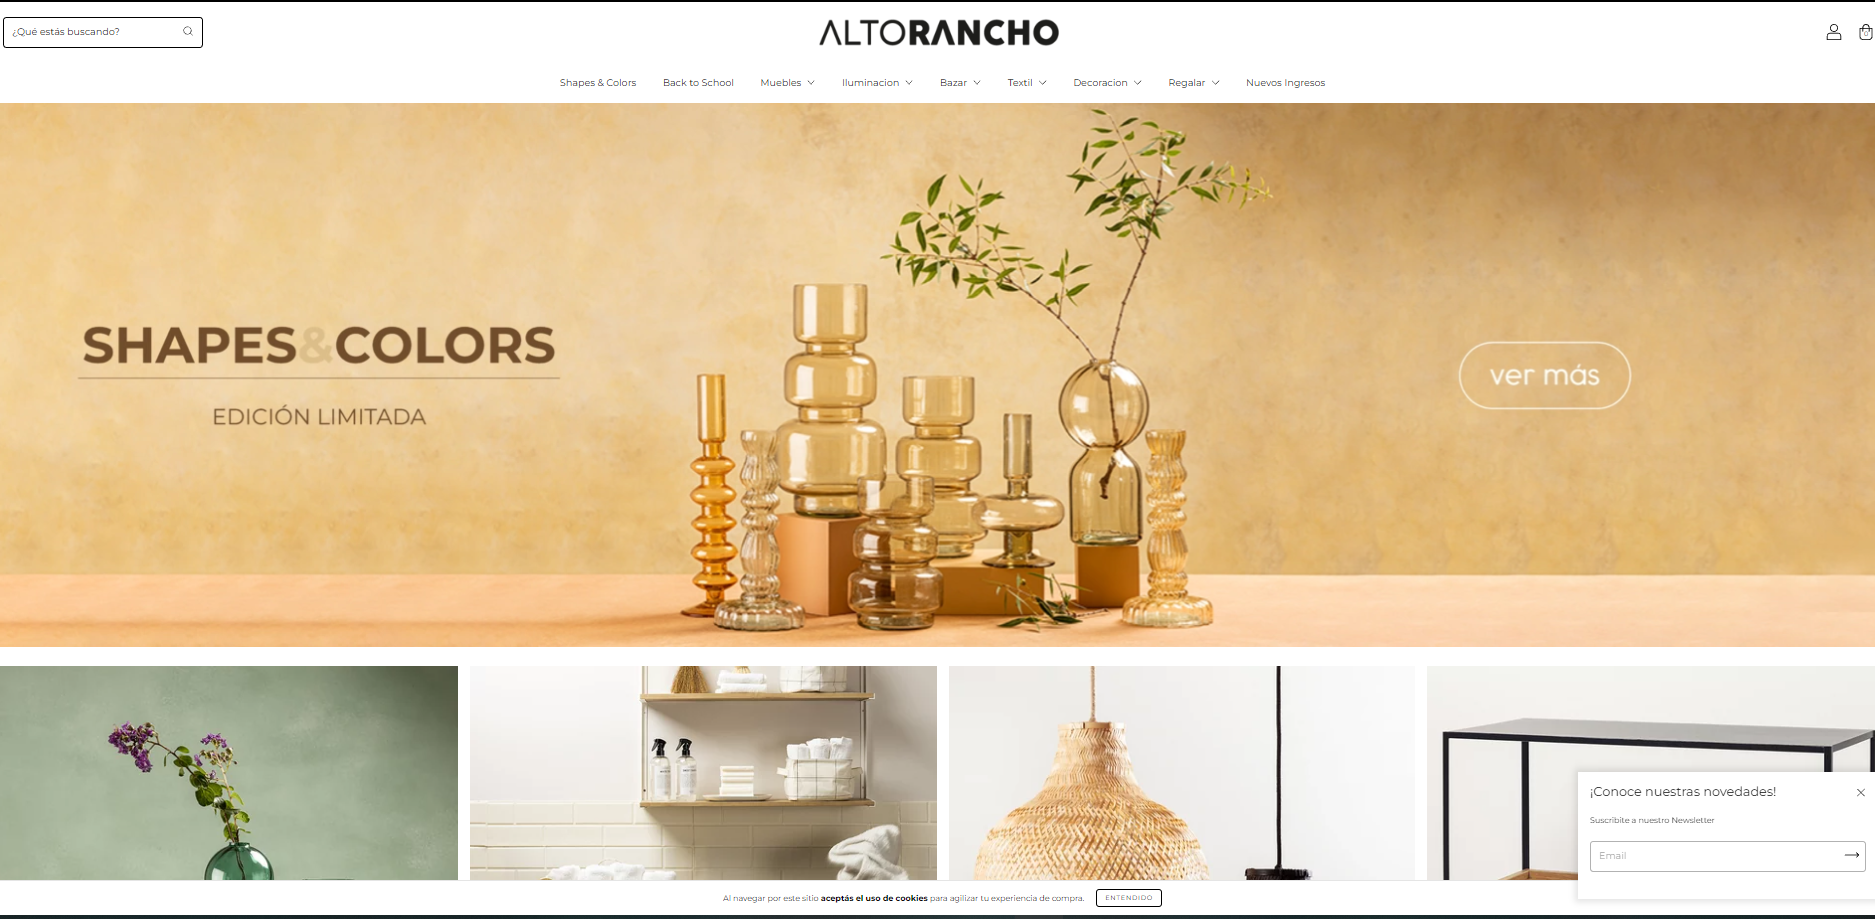 ¿Qué estás buscando?
ALTORANCHO
0
Shapes & Colors
Back to School
Muebles
Iluminacion
Bazar
Textil
Decoracion
Regalar
Nuevos Ingresos
SHAPES&COLORS
EDICIÓN LIMITADA
ver más
¡Conoce nuestras novedades!
Suscribite a nuestro Newsletter
Email
Al navegar por este sitio aceptás el uso de cookies para agilizar tu experiencia de compra.
ENTENDIDO